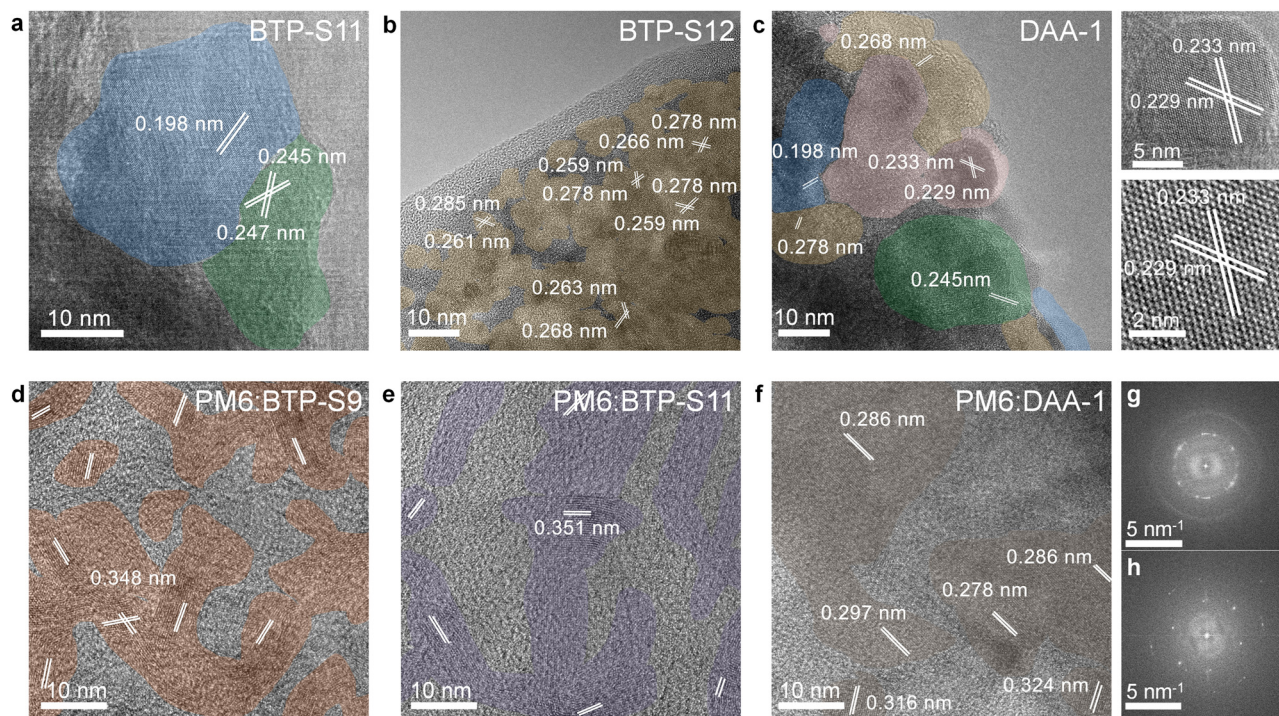 a
BTP-S11
0.198 nm
0.245 nm
0.247 nm
10 nm
b
BTP-S12
0.278 nm
0.266 nm
0.259 nm
0.278 nm
0.278 nm
0.285 nm
0.259 nm
0.261 nm
0.263 nm
0.268 nm
10 nm
c
DAA-1
0.268 nm
0.198 nm
0.233 nm
0.229 nm
0.278 nm
0.245nm
10 nm
0.233 nm
0.229 nm
5 nm
0.233 nm
0.229 nm
2 nm
d
PM6:BTP-S9
0.348 nm
10 nm
e
PM6:BTP-S11
0.351 nm
10 nm
f
PM6:DAA-1
0.286 nm
0.286 nm
0.278 nm
0.297 nm
0.324 nm
0.316 nm
10 nm
g
5 nm-1
h
5 nm-1